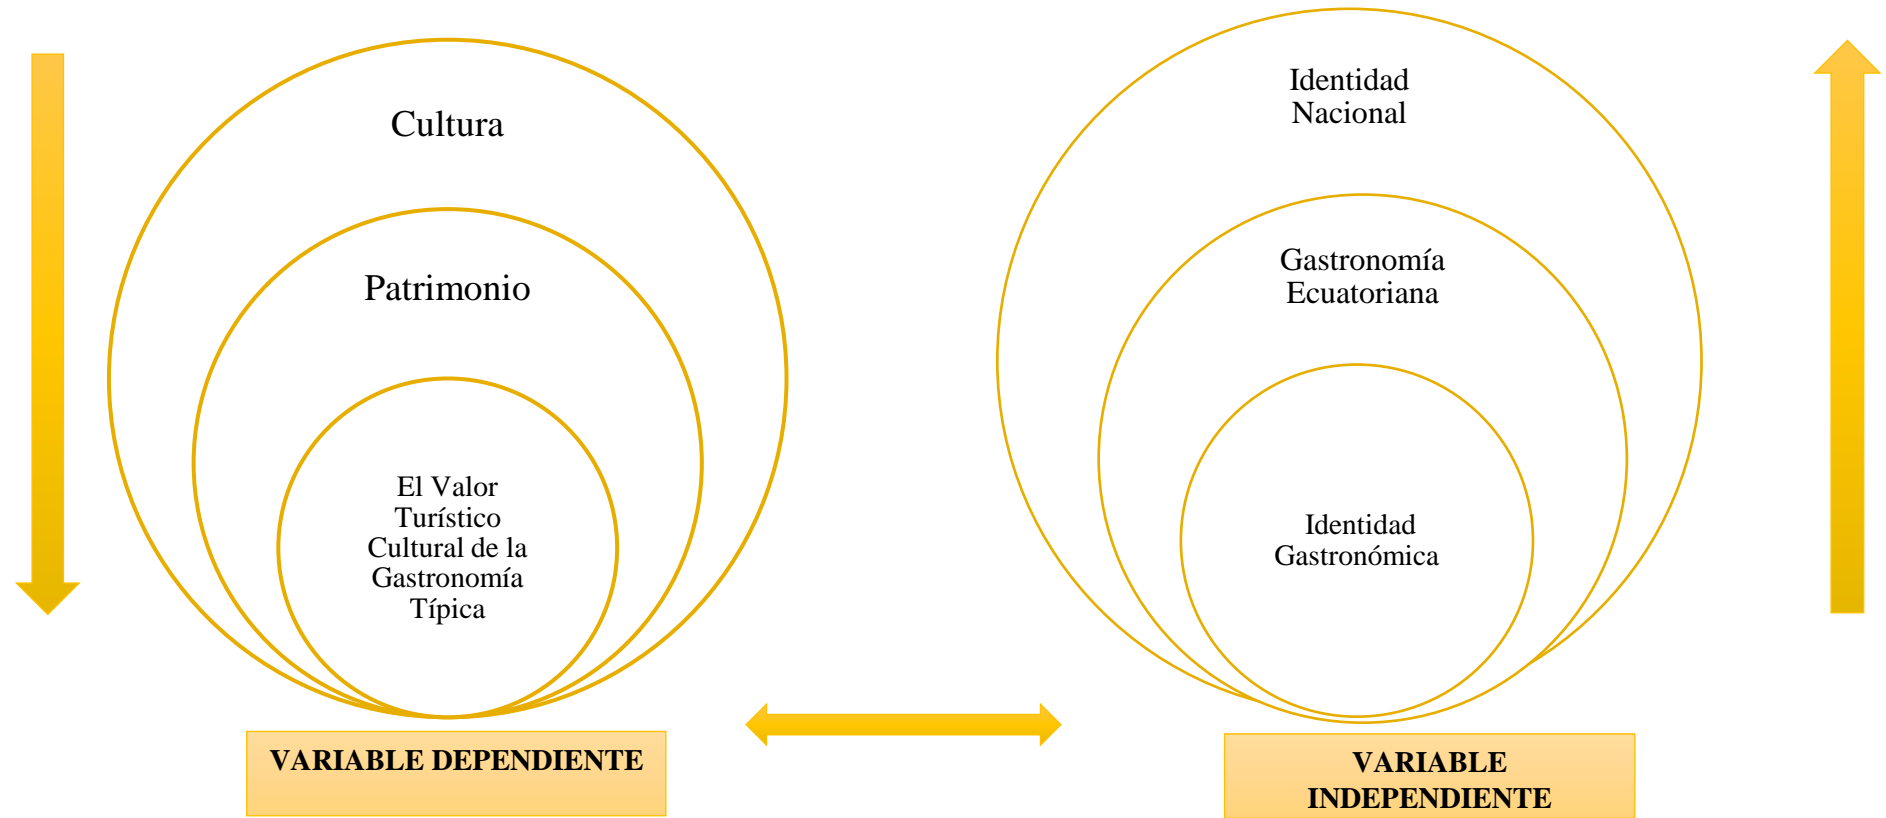 Cultura
Patrimonio
El Valor
Turístico
Cultural de la
Gastronomía
Típica
VARIABLE DEPENDIENTE
Identidad
Nacional
Gastronomía
Ecuatoriana
Identidad
Gastronómica
VARIABLE
INDEPENDIENTE